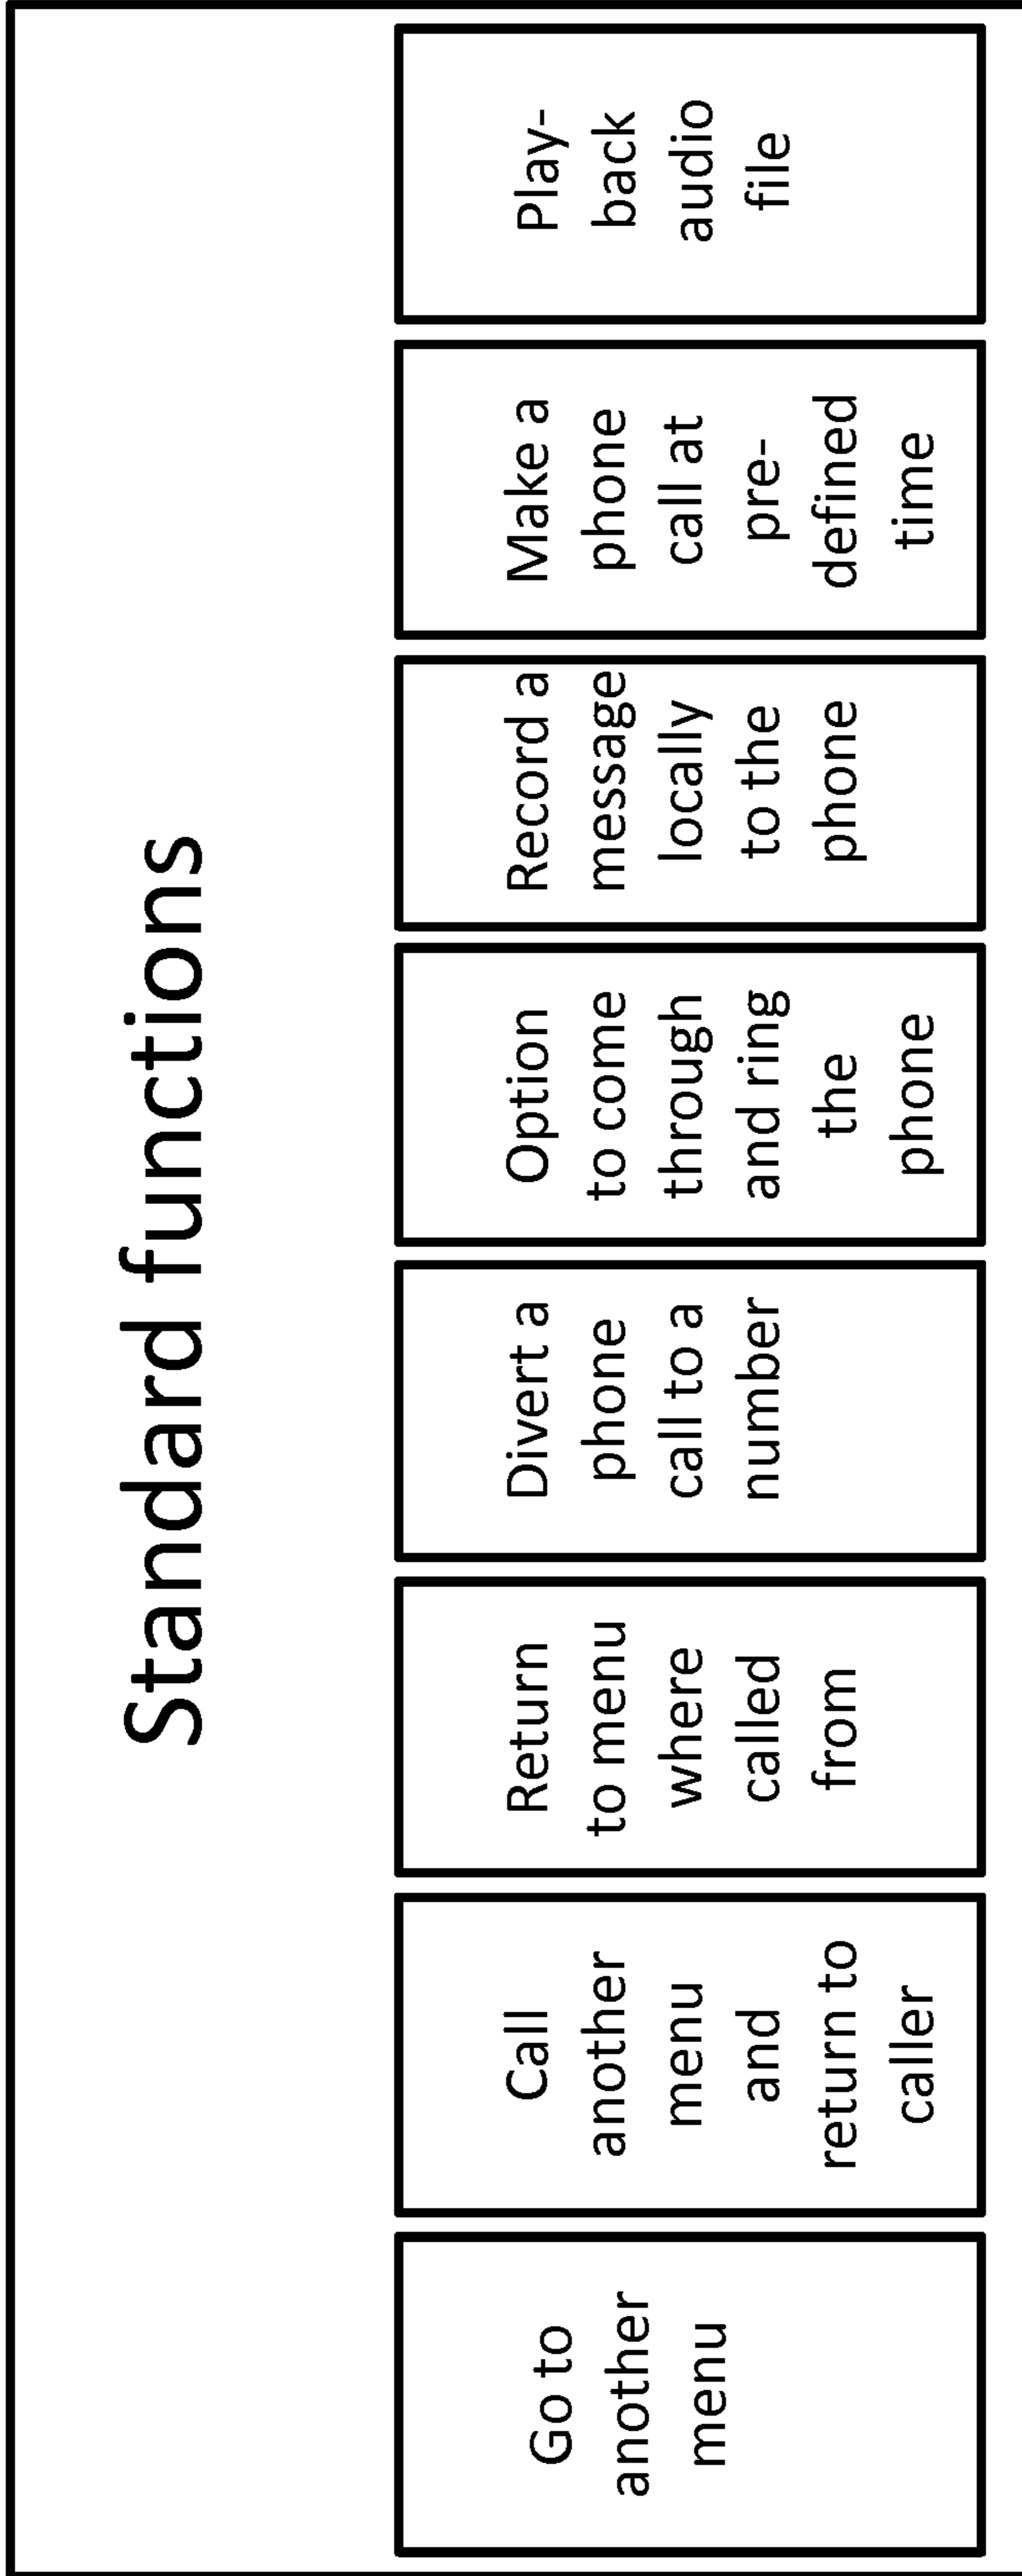 Standard functions
Go to
another
menu
Call
another
menu
and
return to
caller
Return
to menu
where
called
from
Divert a
phone
call to a
number
Option
to come
through
and ring
the
phone
Record a
message
locally
to the
phone
Make a
phone
call at
pre-
defined
time
Play-
back
audio
file